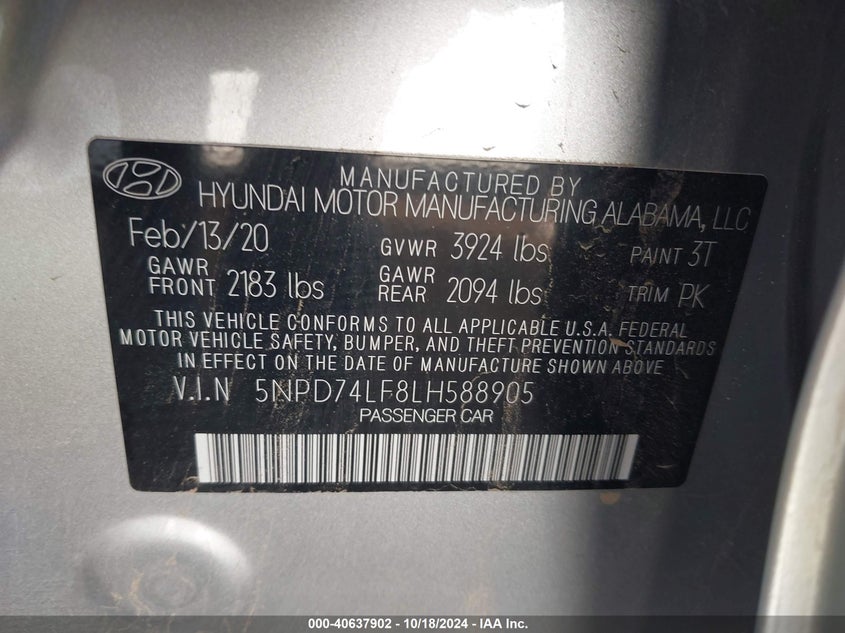 MANUFACTURED BY
HYUNDAI MOTOR MANUFACTURING ALABAMA, LLC
Feb/13/20 GVWR 3924 lbs PAINT 3T
GAWR FRONT 2183 lbs GAWR REAR 2094 lbs TRIM PK
THIS VEHICLE CONFORMS TO ALL APPLICABLE U.S.A. FEDERAL
MOTOR VEHICLE SAFETY, BUMPER, AND THEFT PREVENTION STANDARDS
IN EFFECT ON THE DATE OF MANUFACTURE SHOWN ABOVE
V.I.N 5NPD74LF8LH588905
PASSENGER CAR
000-40637902 - 10/18/2024 - IAA Inc.